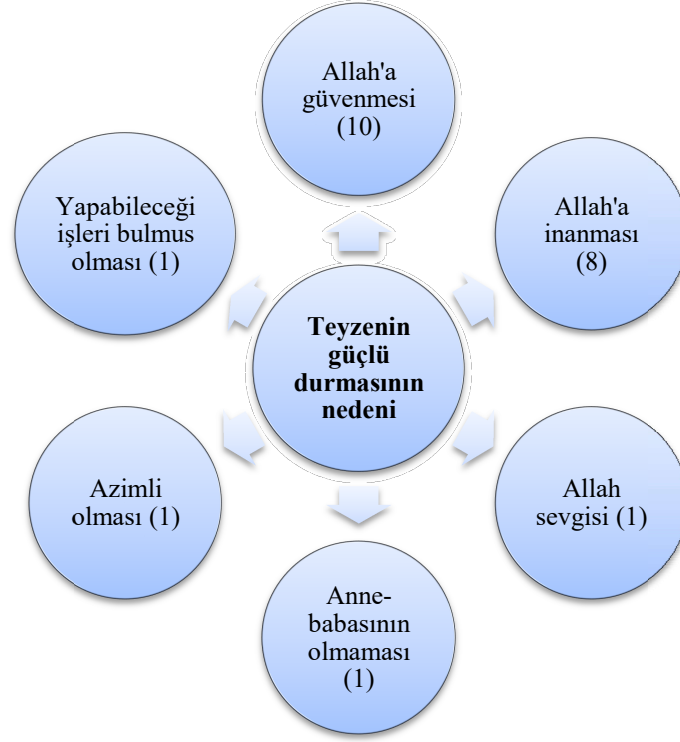 Allah'a
güvenmesi
(10)
Yapabileceği
işleri bulmus
olması (1)
Allah'a
inanması
(8)
Teyzenin
güçlü
durmasının
nedeni
Azimli
olması (1)
Allah
sevgisi (1)
Anne-
babasının
olmaması
(1)